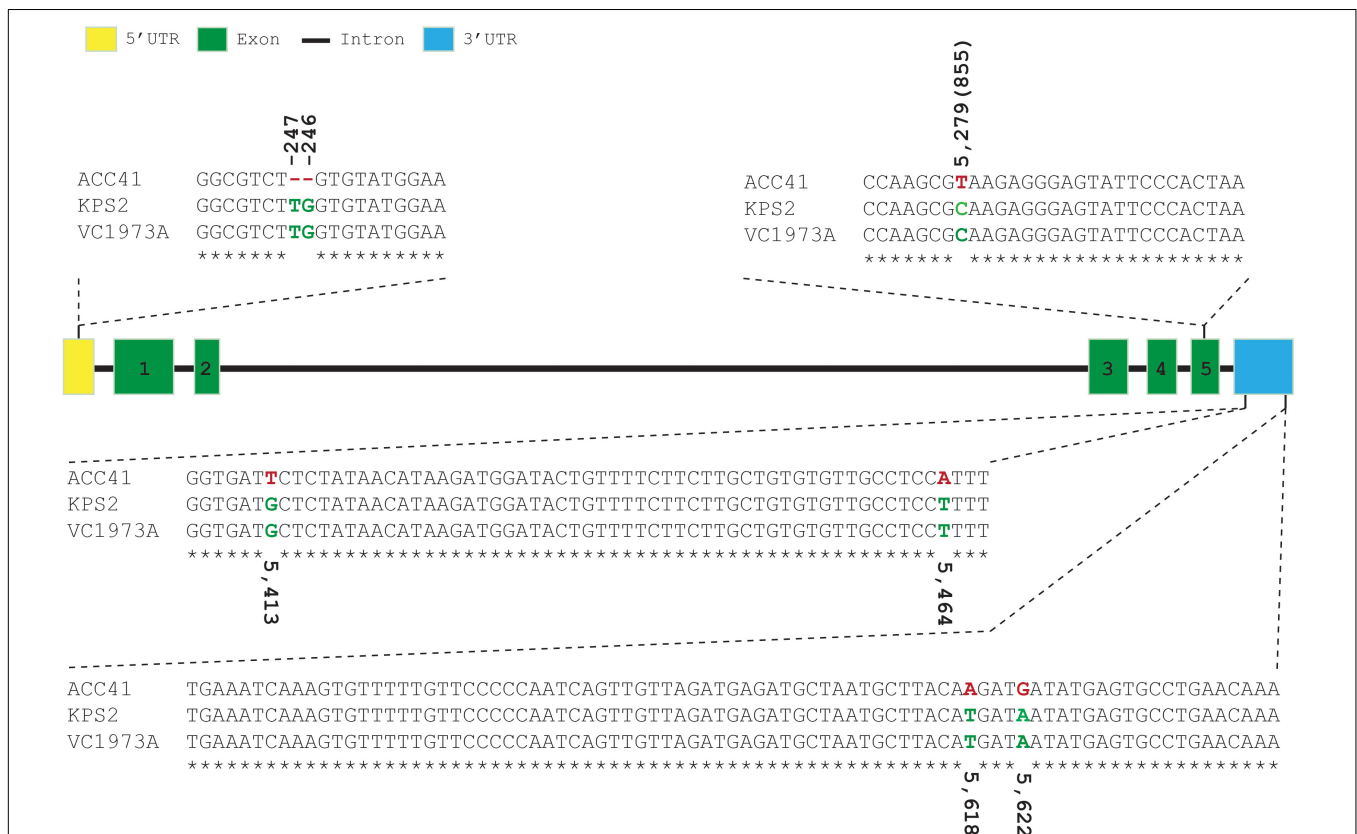 5'UTR Exon Intron 3'UTR
-247
-246
ACC41 GGCGTCT--GTGTATGGAA
KPS2 GGCGTCTTGGTGTATGGAA
VC1973A GGCGTCTTGGTGTATGGAA
******* **********
5,279(855)
ACC41 CCAAGCGTAAGAGGGAGTATTCCCACTAA
KPS2 CCAAGCGCAAGAGGGAGTATTCCCACTAA
VC1973A CCAAGCGCAAGAGGGAGTATTCCCACTAA
******* *********************
1 2 3 4 5
ACC41 GGTGATTCTCTATAACATAAGATGGATACTGTTTTCTTCTTGCTGTGTGTTGCCTCCATTT
KPS2 GGTGATGCTCTATAACATAAGATGGATACTGTTTTCTTCTTGCTGTGTGTTGCCTCCTTTT
VC1973A GGTGATGCTCTATAACATAAGATGGATACTGTTTTCTTCTTGCTGTGTGTTGCCTCCTTTT
****** ************************************************** ***
5,413 5,464
ACC41 TGAAATCAAAGTGTTTTTGTTCCCCCAATCAGTTGTTAGATGAGATGCTAATGCTTACAAGATGATATGAGTGCCTGAACAAA
KPS2 TGAAATCAAAGTGTTTTTGTTCCCCCAATCAGTTGTTAGATGAGATGCTAATGCTTACATGATAATATGAGTGCCTGAACAAA
VC1973A TGAAATCAAAGTGTTTTTGTTCCCCCAATCAGTTGTTAGATGAGATGCTAATGCTTACATGATAATATGAGTGCCTGAACAAA
*********************************************************** *** *******************
5,618 5,622